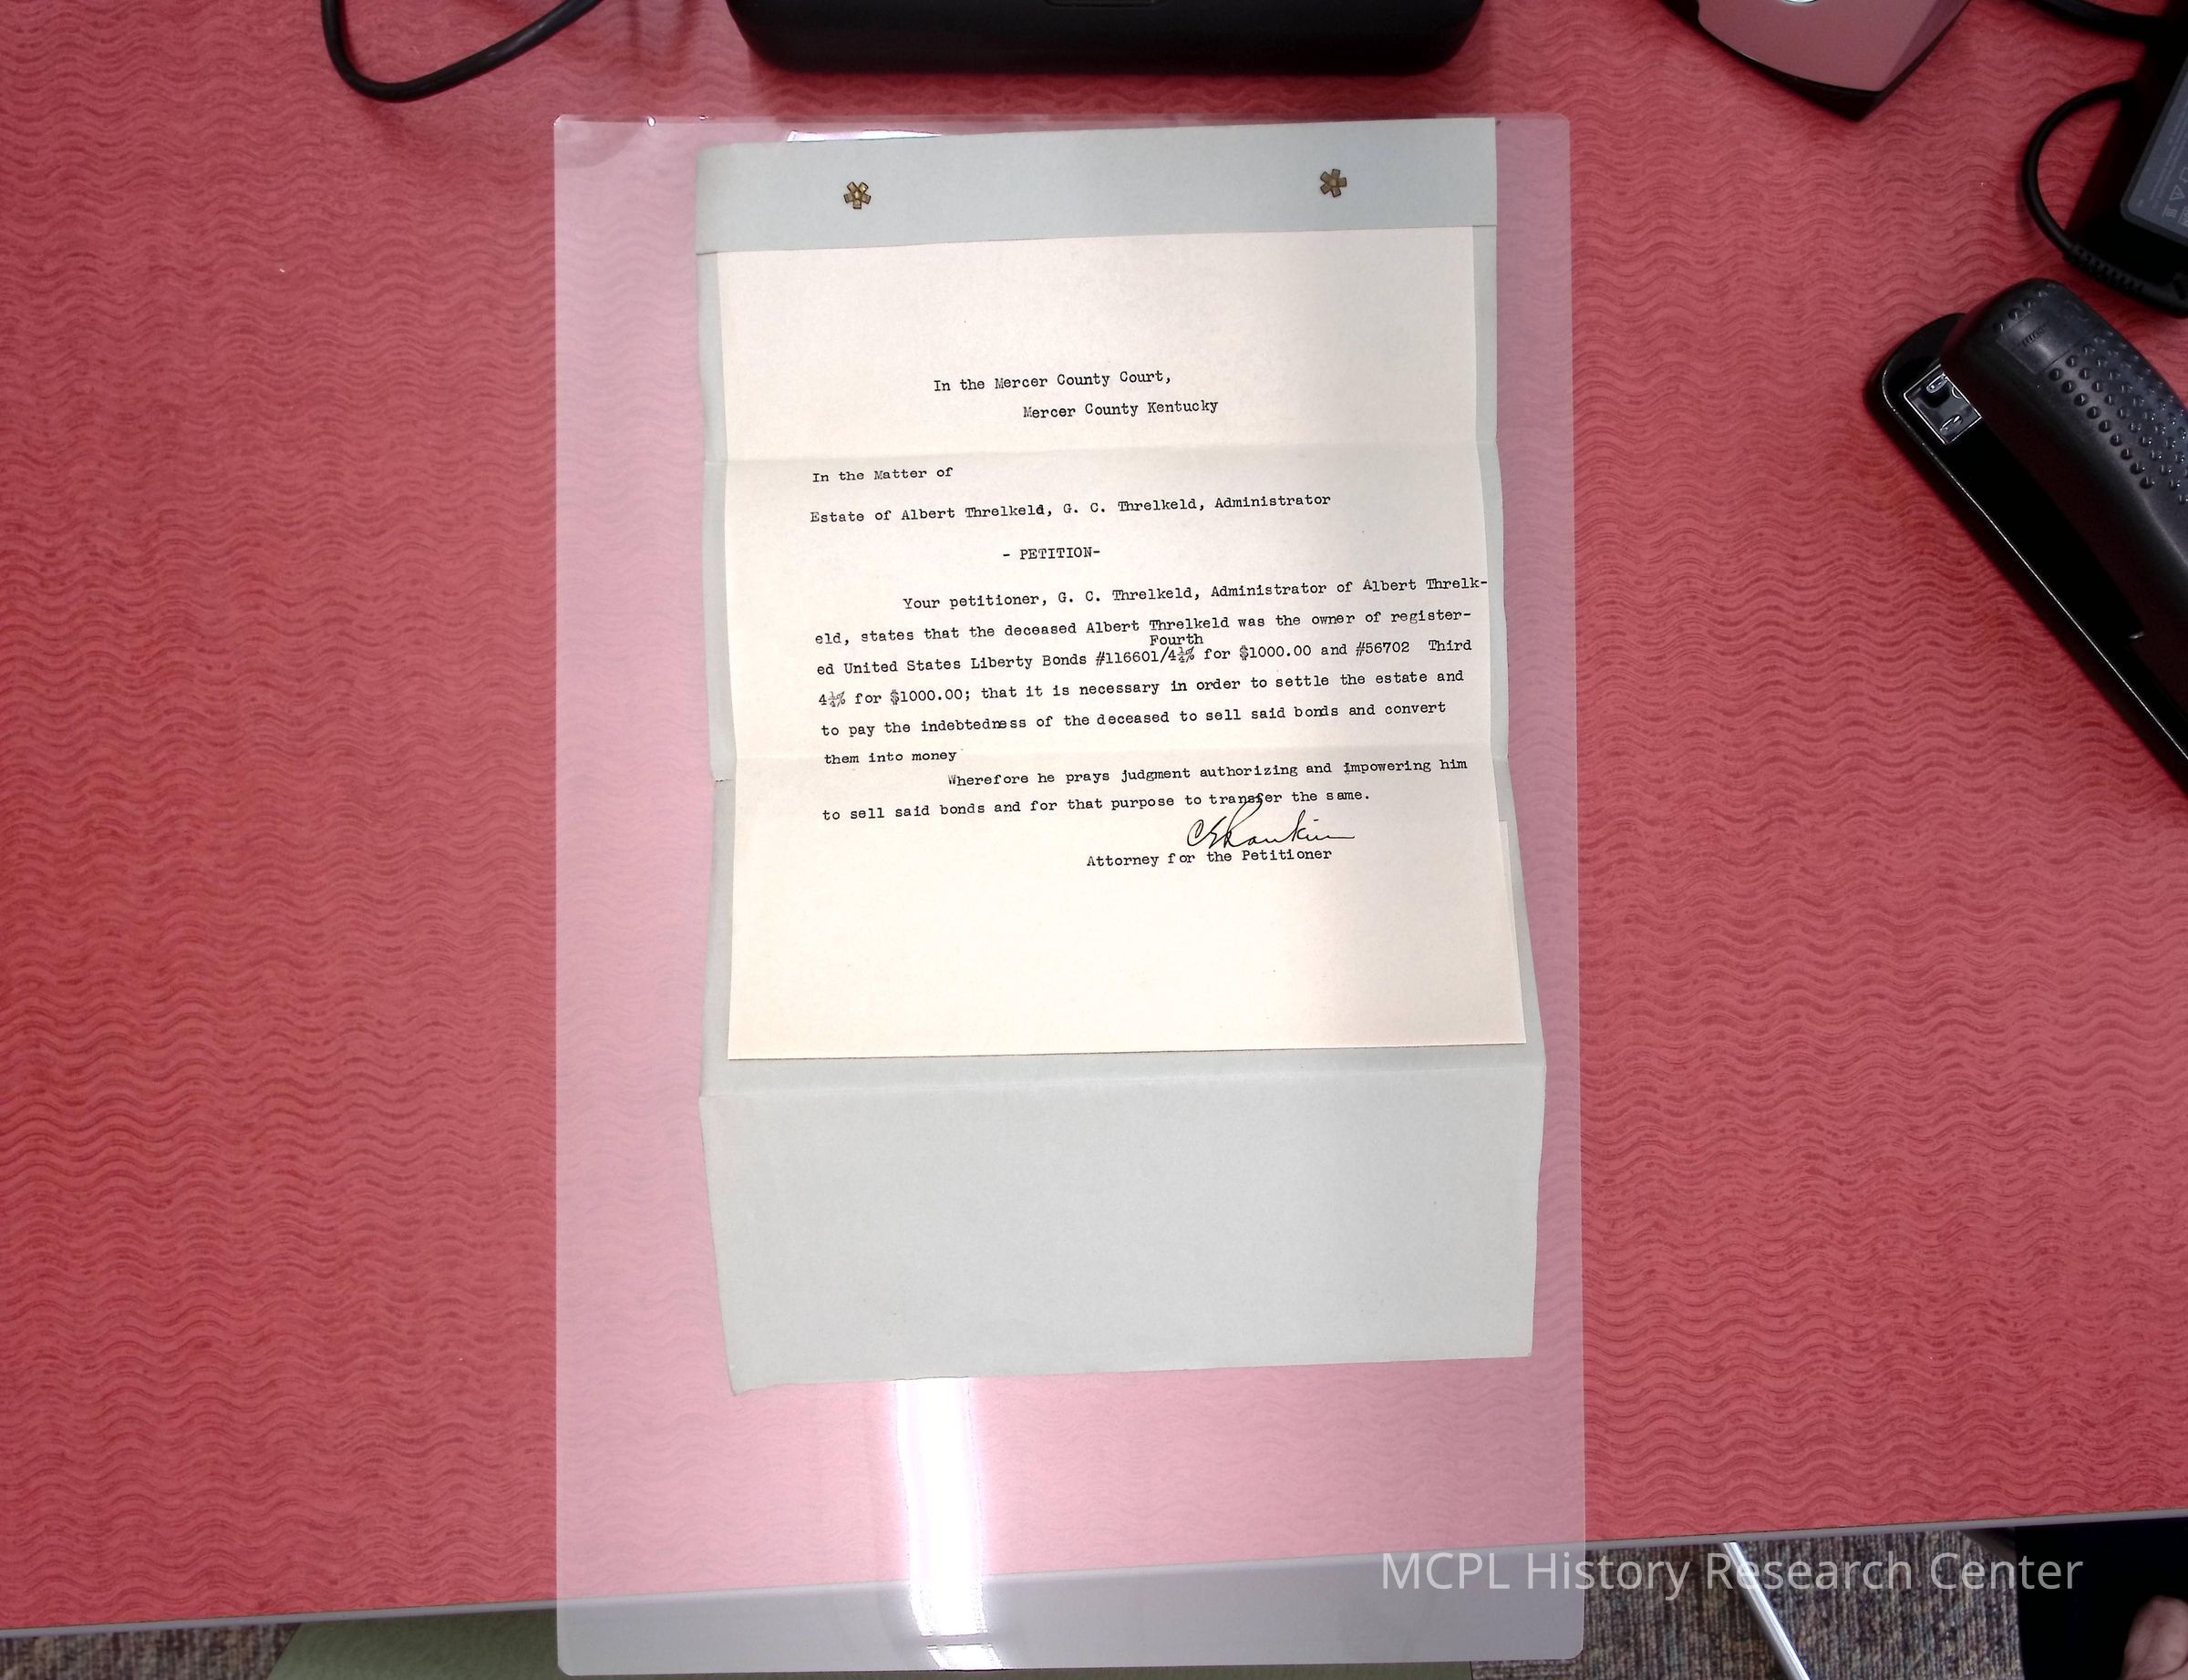 In the Mercer County Court,
Mercer County Kentucky
In the Matter of
Estate of Albert Threlkeld, G. C. Threlkeld, Administrator
- PETITION-
Your petitioner, G. C. Threlkeld, Administrator of Albert Threlk-
eld, states that the deceased Albert Threlkeld was the owner of register-
Fourth
ed United States Liberty Bonds #116601/4¼% for $1000.00 and #56702 Third
4¼% for $1000.00; that it is necessary in order to settle the estate and
to pay the indebtedness of the deceased to sell said bonds and convert
them into money
Wherefore he prays judgment authorizing and impowering him
to sell said bonds and for that purpose to transfer the same.
C E Rankin
Attorney for the Petitioner
MCPL History Research Center